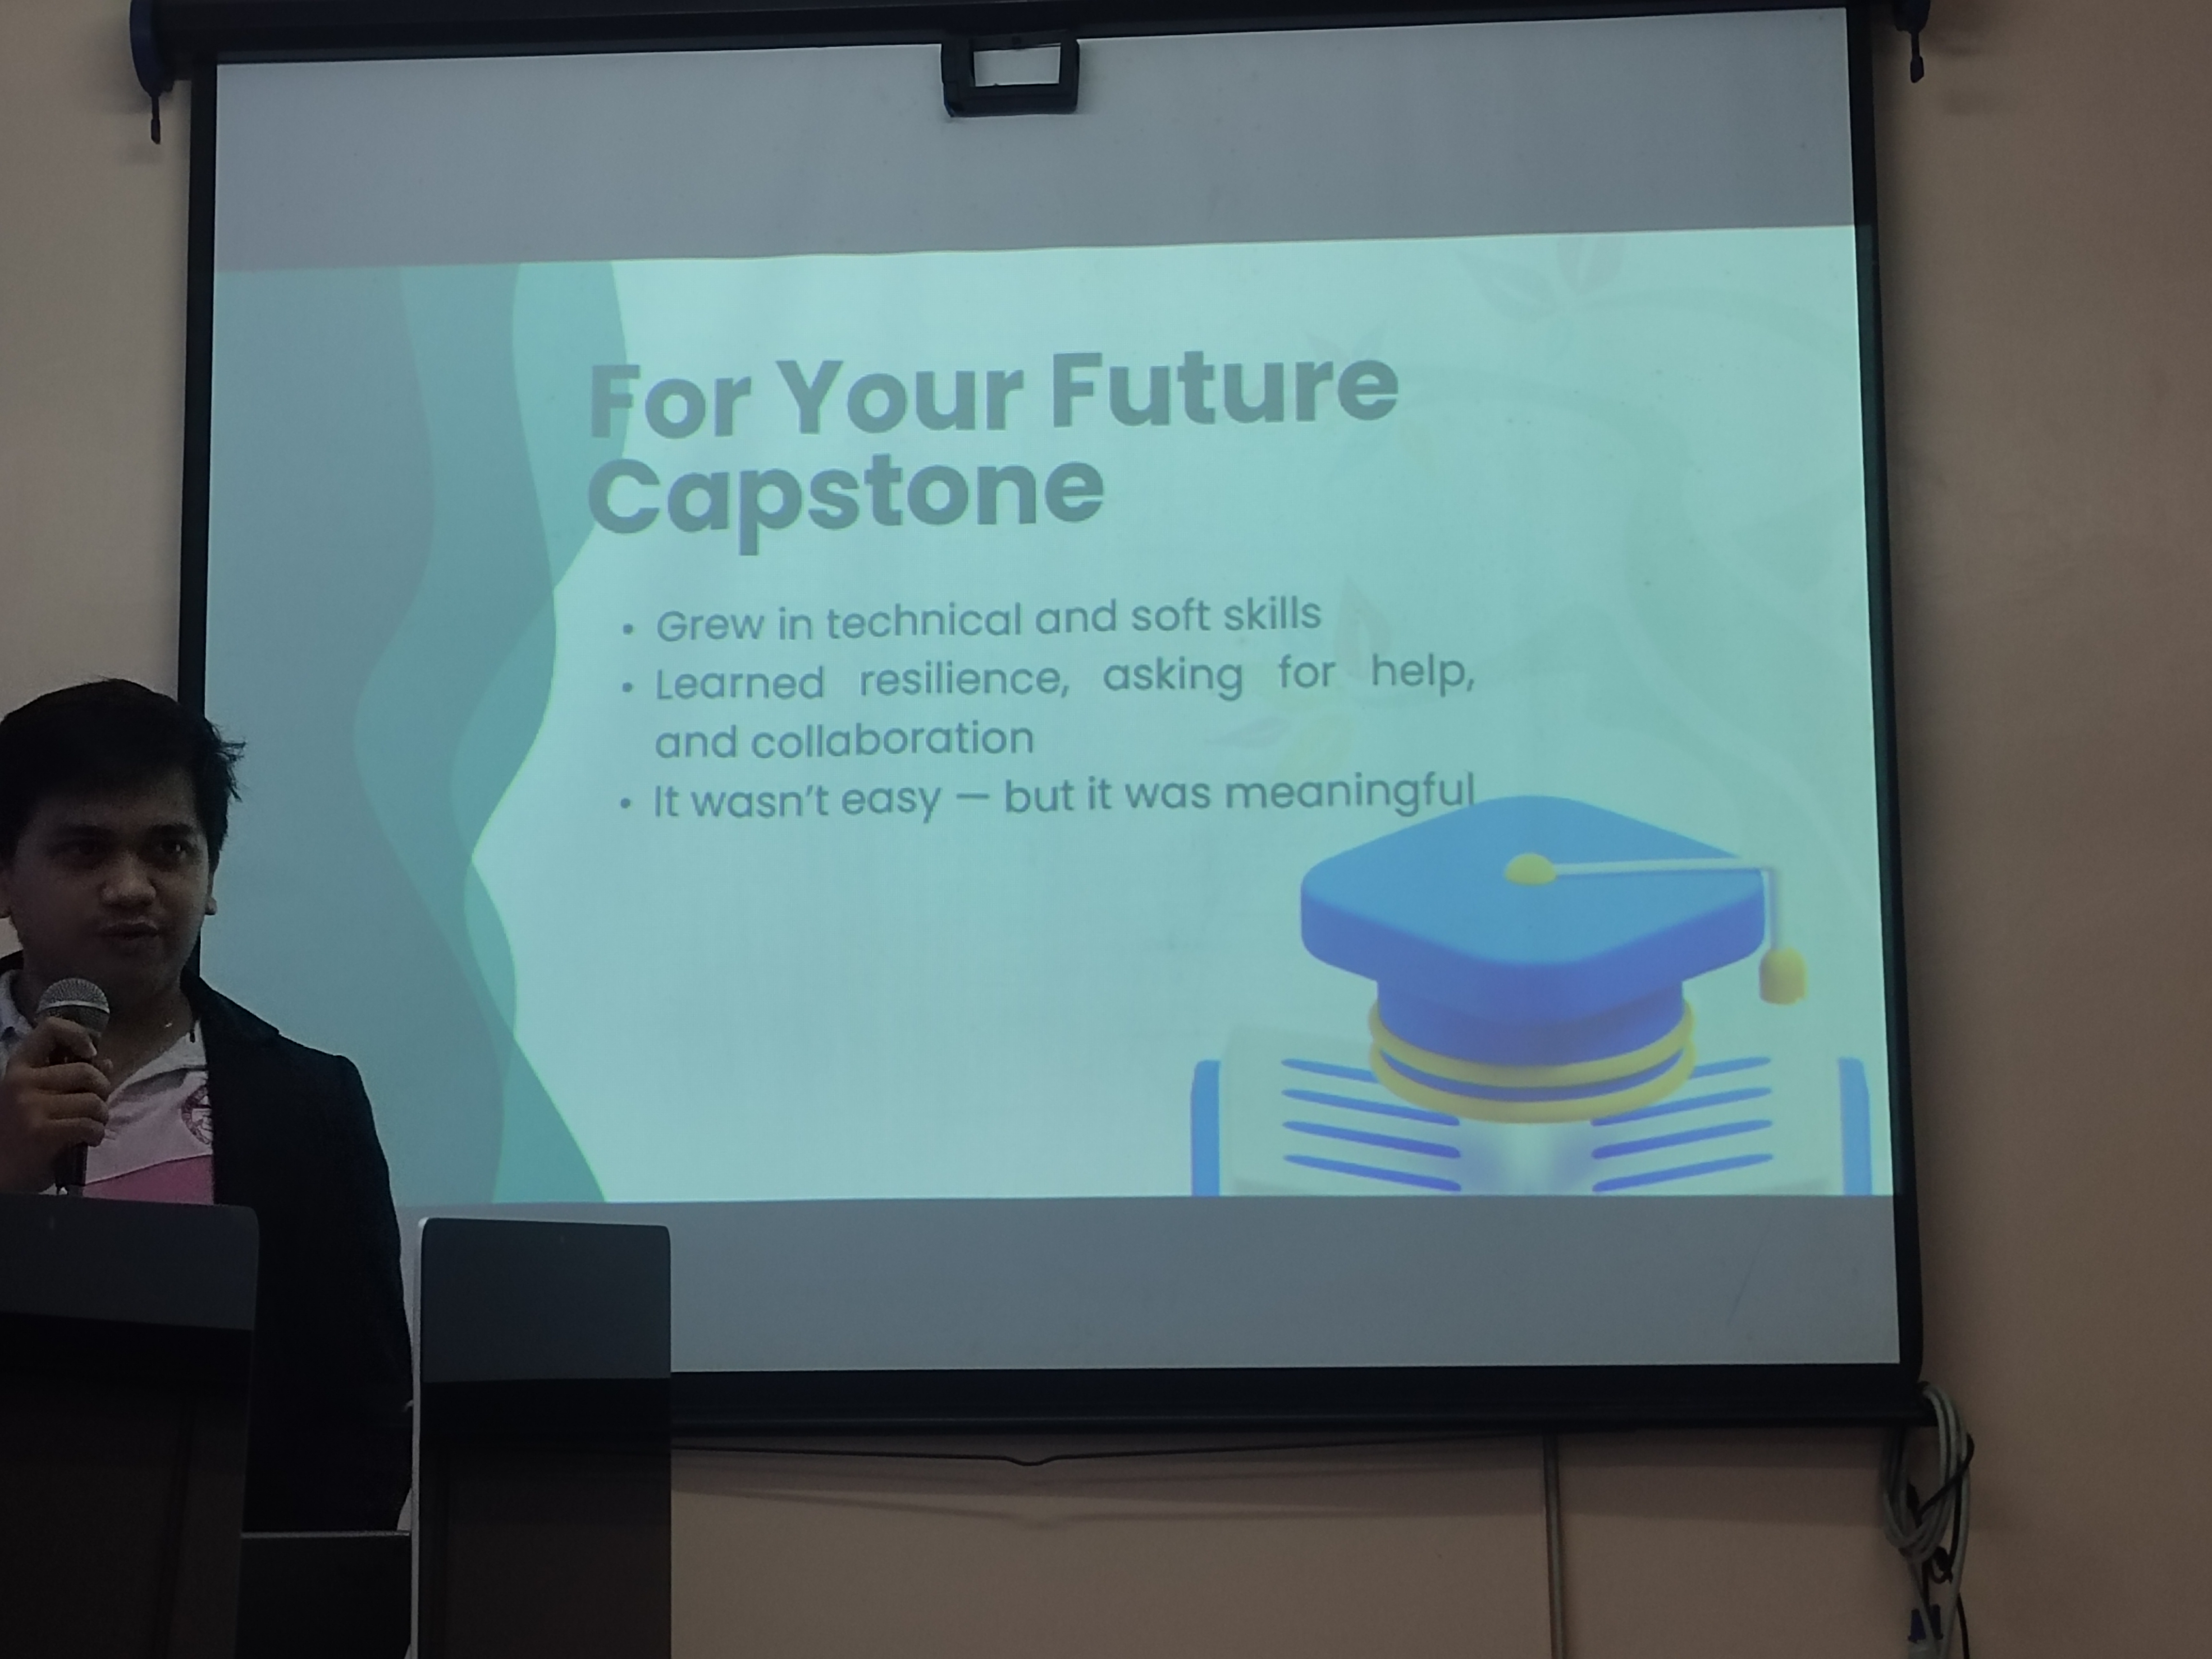 For Your Future
Capstone
• Grew in technical and soft skills
• Learned resilience, asking for help,
and collaboration
• It wasn't easy — but it was meaningful